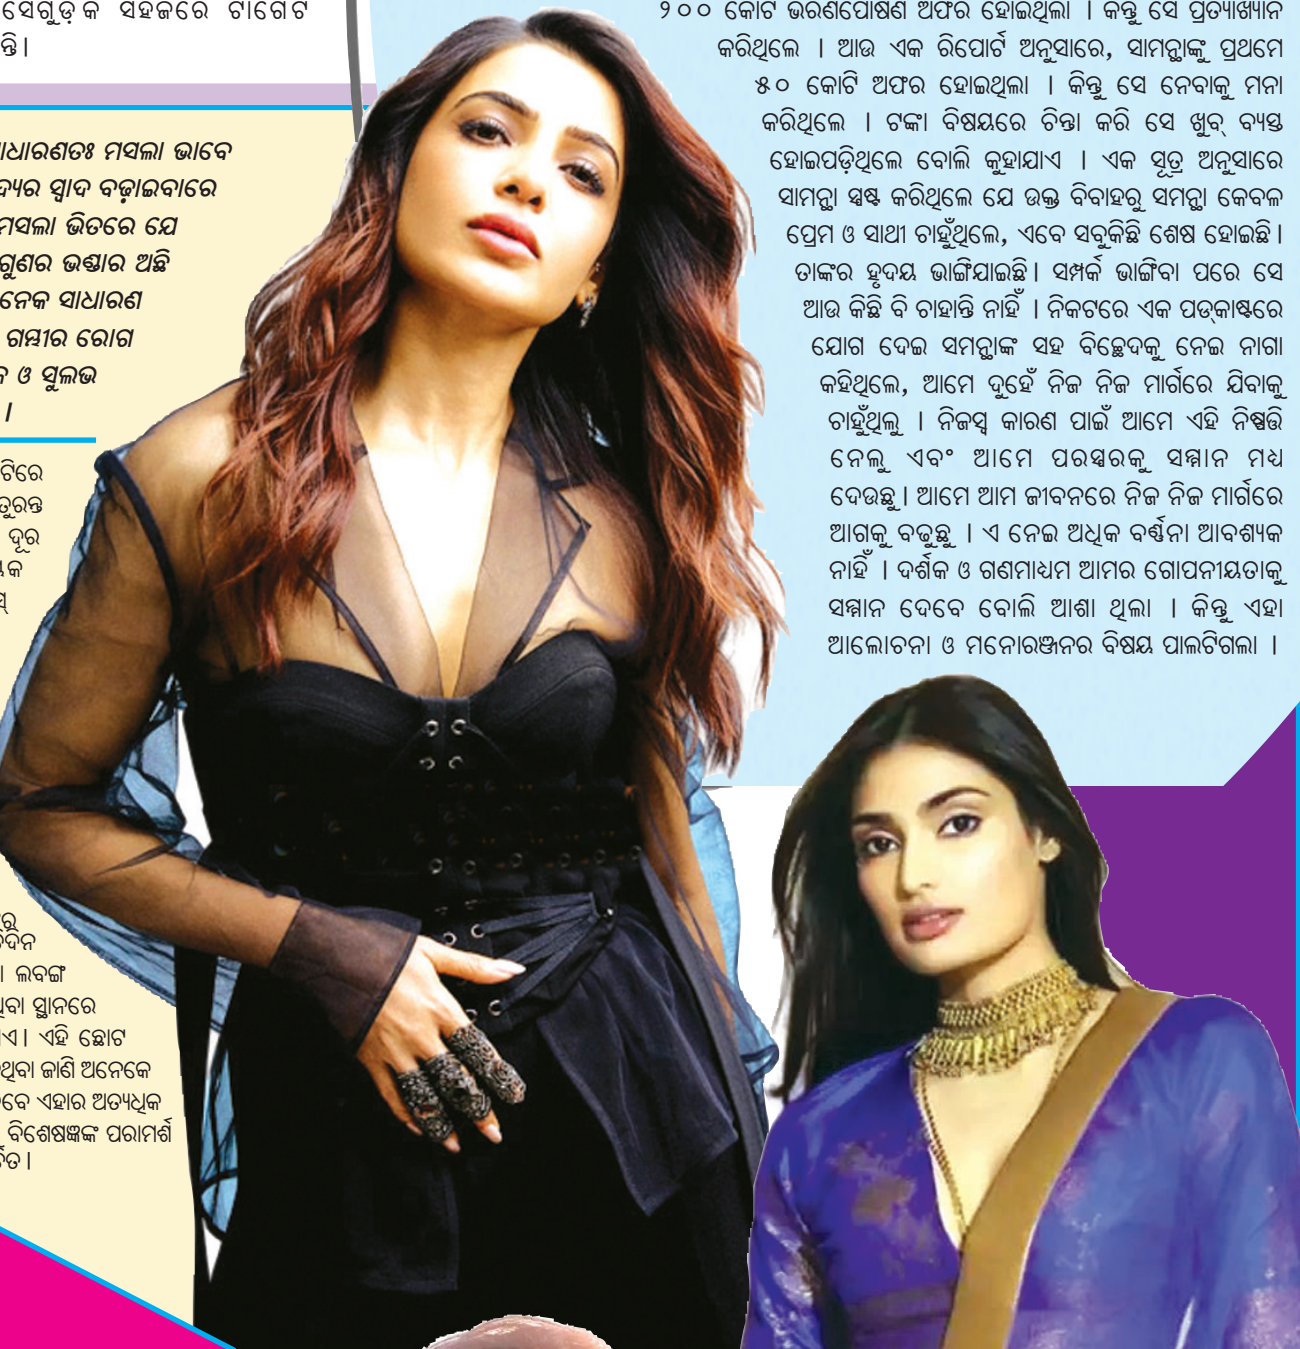 ସେଗୁଡ଼ିକ ସହଜରେ ଟାର୍ଗେଟ
ନ୍ତି।
ସାଧାରଣତଃ ମସଲା ଭାବେ
ଦ୍ୟର ସ୍ୱାଦ ବଢ଼ାଇବାରେ
ମସଲା ଭିତରେ ଯେ
ଗୁଣର ଭଣ୍ଡାର ଅଛି
ନେକ ସାଧାରଣ
ଗମ୍ଭୀର ରୋଗ
ଓ ସୁଲଭ
।
ଟିରେ
ତୁରନ୍ତ
ଦୂର
ଦିନ
ଲବଙ୍ଗ
ଥିବା ସ୍ଥାନରେ
ଏ। ଏହି ଛୋଟ
ଥିବା ଜାଣି ଅନେକେ
ବେ ଏହାର ଅତ୍ୟଧିକ
ବିଶେଷଜ୍ଞଙ୍କ ପରାମର୍ଶ
ଚିତ।
୨୦୦ କୋଟି ଭରଣପୋଷଣ ଅଫର ହୋଇଥିଲା । କିନ୍ତୁ ସେ ପ୍ରତ୍ୟାଖ୍ୟାନ
କରିଥିଲେ । ଆଉ ଏକ ରିପୋର୍ଟ ଅନୁସାରେ, ସାମନ୍ଥାଙ୍କୁ ପ୍ରଥମେ
୫୦ କୋଟି ଅଫର ହୋଇଥିଲା । କିନ୍ତୁ ସେ ନେବାକୁ ମନା
କରିଥିଲେ । ଟଙ୍କା ବିଷୟରେ ଚିନ୍ତା କରି ସେ ଖୁବ୍ ବ୍ୟସ୍ତ
ହୋଇପଡ଼ିଥିଲେ ବୋଲି କୁହାଯାଏ । ଏକ ସୂତ୍ର ଅନୁସାରେ
ସାମନ୍ଥା ସ୍ପଷ୍ଟ କରିଥିଲେ ଯେ ଉକ୍ତ ବିବାହରୁ ସମନ୍ଥା କେବଳ
ପ୍ରେମ ଓ ସାଥୀ ଚାହୁଁଥିଲେ, ଏବେ ସବୁକିଛି ଶେଷ ହୋଇଛି।
ତାଙ୍କର ହୃଦୟ ଭାଙ୍ଗିଯାଇଛି। ସମ୍ପର୍କ ଭାଙ୍ଗିବା ପରେ ସେ
ଆଉ କିଛି ବି ଚାହାନ୍ତି ନାହିଁ । ନିକଟରେ ଏକ ପଡ୍‌କାଷ୍ଟରେ
ଯୋଗ ଦେଇ ସମନ୍ଥାଙ୍କ ସହ ବିଚ୍ଛେଦକୁ ନେଇ ନାଗା
କହିଥିଲେ, ଆମେ ଦୁହେଁ ନିଜ ନିଜ ମାର୍ଗରେ ଯିବାକୁ
ଚାହୁଁଥିଲୁ । ନିଜସ୍ୱ କାରଣ ପାଇଁ ଆମେ ଏହି ନିଷ୍ପତ୍ତି
ନେଲୁ ଏବଂ ଆମେ ପରସ୍ପରକୁ ସମ୍ମାନ ମଧ୍ୟ
ଦେଉଛୁ। ଆମେ ଆମ ଜୀବନରେ ନିଜ ନିଜ ମାର୍ଗରେ
ଆଗକୁ ବଢୁଛୁ । ଏ ନେଇ ଅଧିକ ବର୍ଣ୍ଣନା ଆବଶ୍ୟକ
ନାହିଁ । ଦର୍ଶକ ଓ ଗଣମାଧ୍ୟମ ଆମର ଗୋପନୀୟତାକୁ
ସମ୍ମାନ ଦେବେ ବୋଲି ଆଶା ଥିଲା । କିନ୍ତୁ ଏହା
ଆଲୋଚନା ଓ ମନୋରଞ୍ଜନର ବିଷୟ ପାଲଟିଗଲା ।